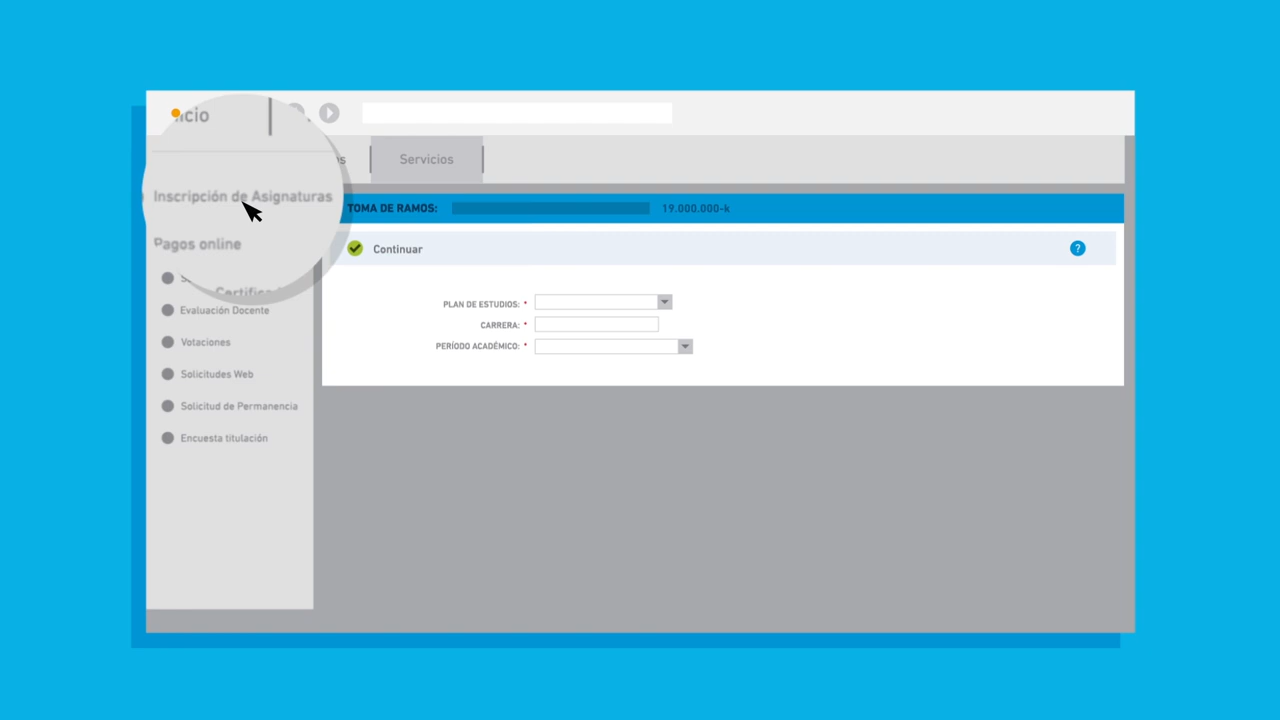 Servicios
Inscripción de Asignaturas
TOMA DE RAMOS: 19.000.000-k
Pagos online
Continuar
?
Evaluación Docente
PLAN DE ESTUDIOS: *
CARRERA: *
PERÍODO ACADÉMICO: *
Votaciones
Solicitudes Web
Solicitud de Permanencia
Encuesta titulación